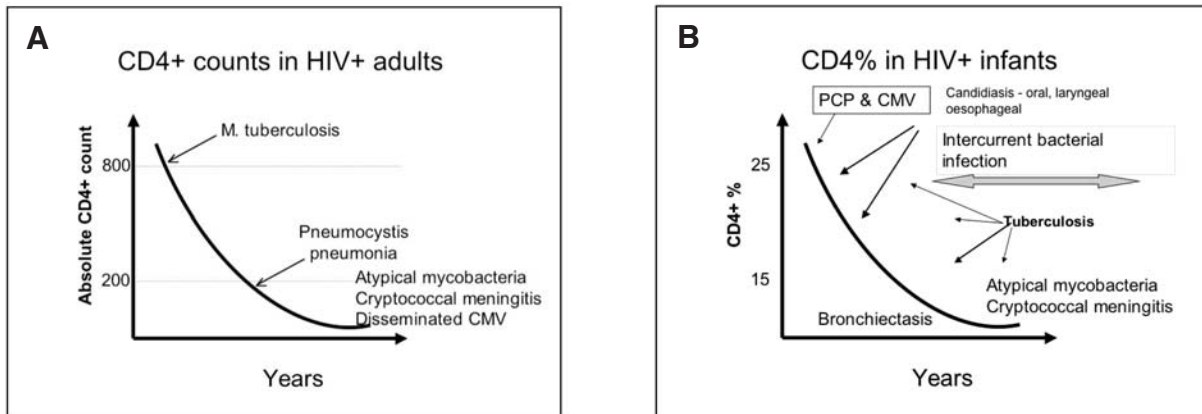 A
CD4+ counts in HIV+ adults
Absolute CD4+ count
800
200
M. tuberculosis
Pneumocystis
pneumonia
Atypical mycobacteria
Cryptococcal meningitis
Disseminated CMV
Years
B
CD4% in HIV+ infants
PCP & CMV
Candidiasis - oral, laryngeal
oesophageal
Intercurrent bacterial
infection
CD4+ %
25
15
Tuberculosis
Atypical mycobacteria
Cryptococcal meningitis
Bronchiectasis
Years